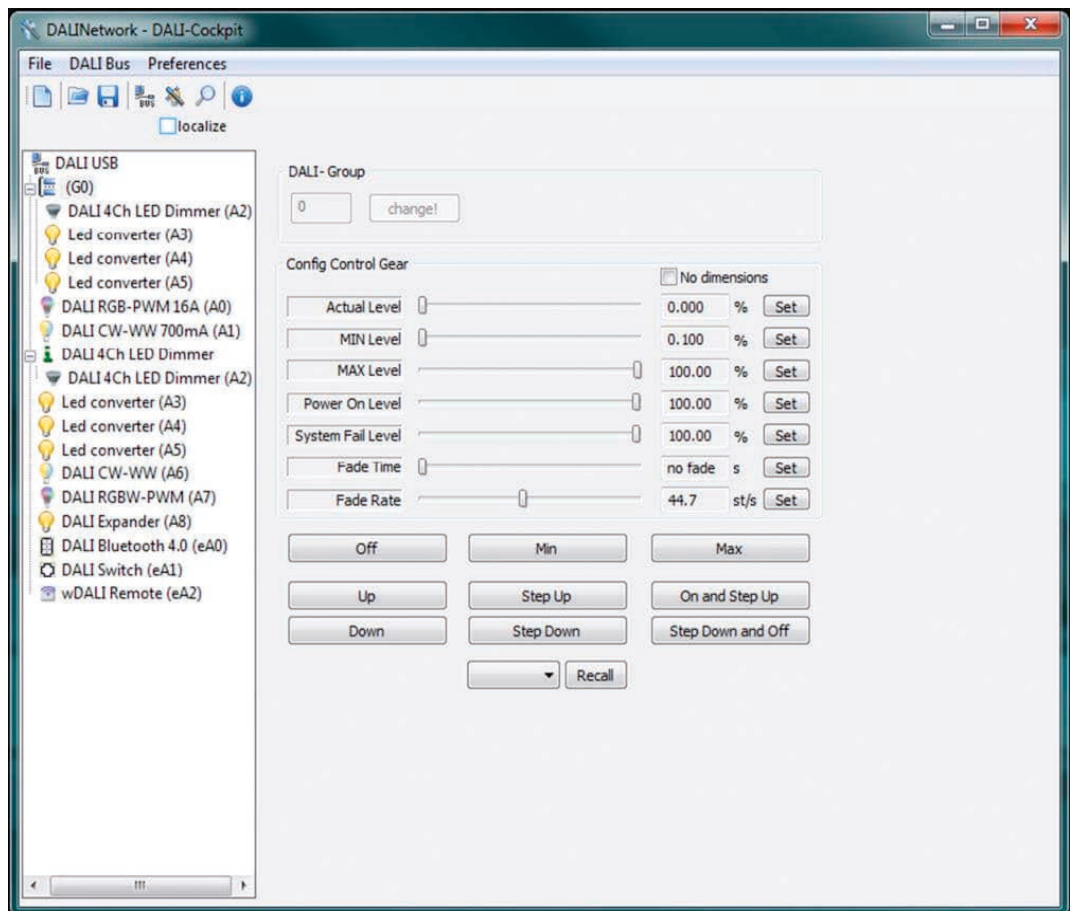 DALINetwork - DALI-Cockpit
File DALI Bus Preferences
BUS
localize
BUS DALI USB
(G0)
DALI 4Ch LED Dimmer (A2)
Led converter (A3)
Led converter (A4)
Led converter (A5)
DALI RGB-PWM 16A (A0)
DALI CW-WW 700mA (A1)
DALI 4Ch LED Dimmer
DALI 4Ch LED Dimmer (A2)
Led converter (A3)
Led converter (A4)
Led converter (A5)
DALI CW-WW (A6)
DALI RGBW-PWM (A7)
DALI Expander (A8)
DALI Bluetooth 4.0 (eA0)
DALI Switch (eA1)
wDALI Remote (eA2)
DALI- Group
0 change!
Config Control Gear
No dimensions
Actual Level 0.000 % Set
MIN Level 0.100 % Set
MAX Level 100.00 % Set
Power On Level 100.00 % Set
System Fail Level 100.00 % Set
Fade Time no fade s Set
Fade Rate 44.7 st/s Set
Off Min Max
Up Step Up On and Step Up
Down Step Down Step Down and Off
Recall